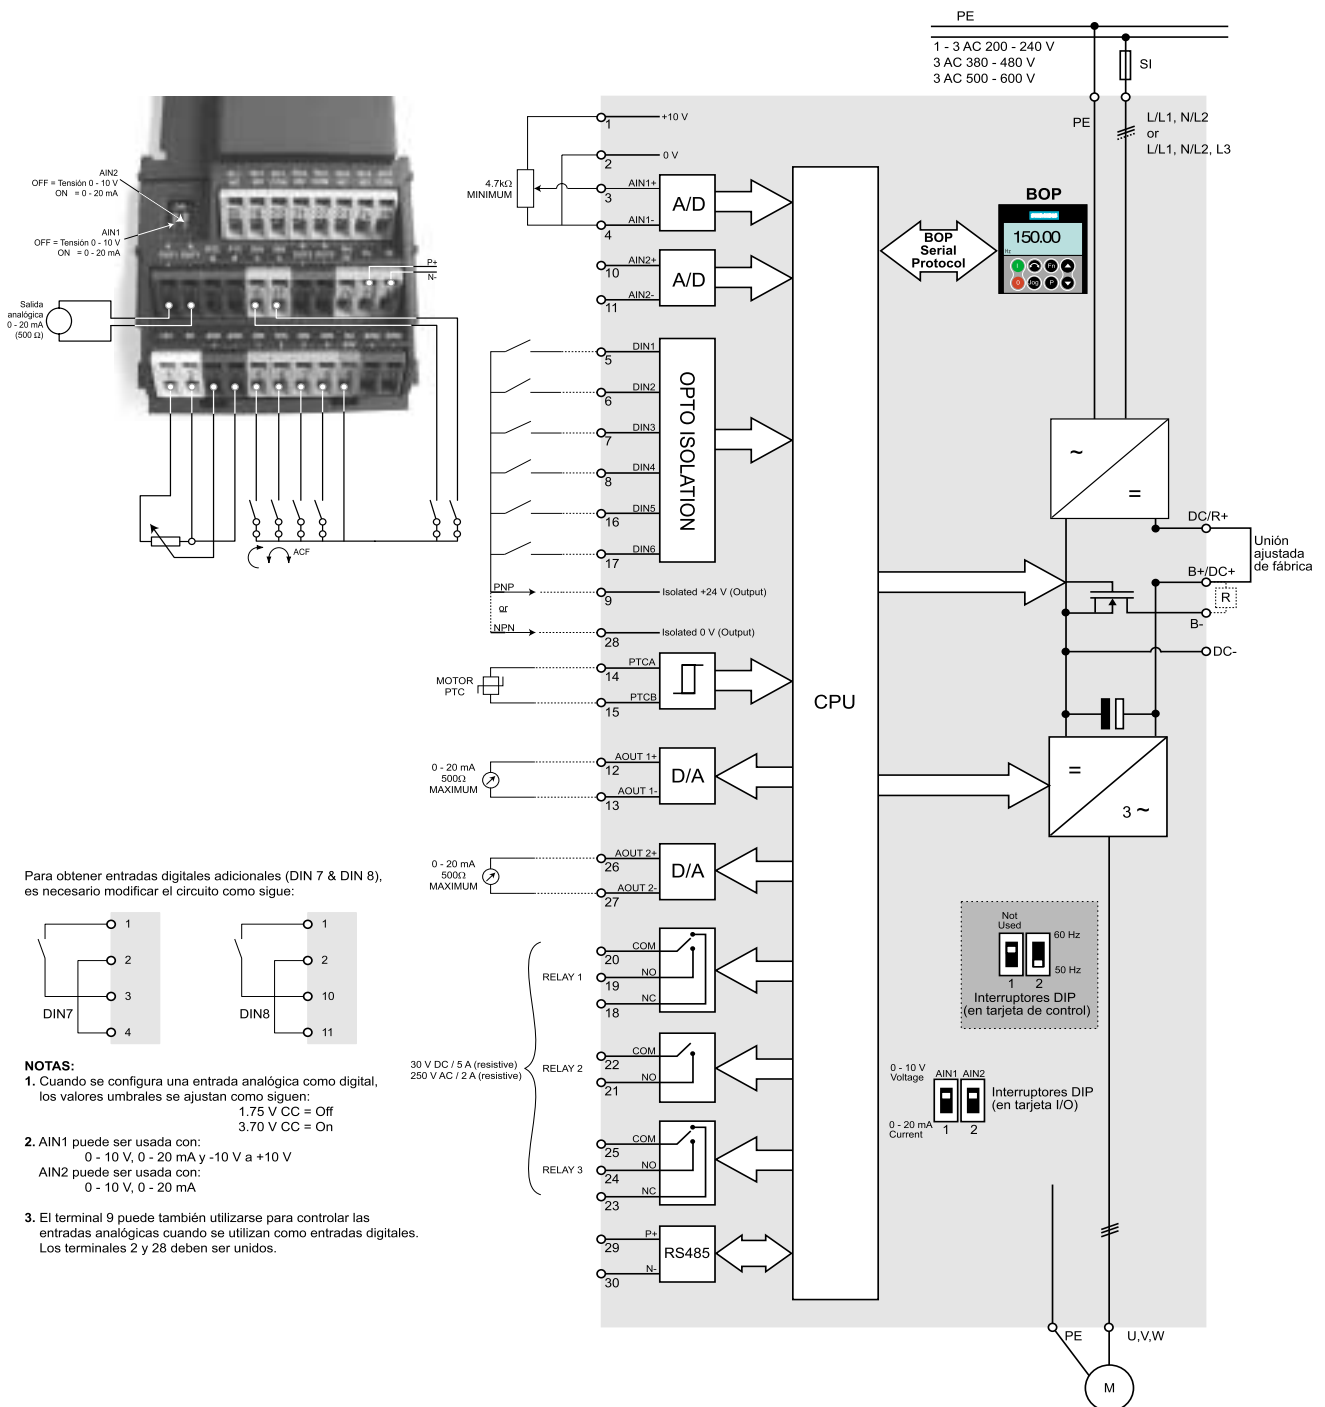 PE
1 - 3 AC 200 - 240 V
3 AC 380 - 480 V
3 AC 500 - 600 V
SI
PE
L/L1, N/L2
or
L/L1, N/L2, L3
AIN2
OFF = Tensión 0 - 10 V
ON = 0 - 20 mA
AIN1
OFF = Tensión 0 - 10 V
ON = 0 - 20 mA
P+
N-
Salida
analógica
0 - 20 mA
(500 Ω)
ACF
4.7kΩ
MINIMUM
1
+10 V
2
0 V
3
AIN1+
4
AIN1-
A/D
10
AIN2+
11
AIN2-
A/D
BOP
BOP
Serial
Protocol
150.00
Hz
Fn
Jog
P
5
DIN1
6
DIN2
7
DIN3
8
DIN4
16
DIN5
17
DIN6
OPTO ISOLATION
PNP
9
Isolated +24 V (Output)
or
NPN
28
Isolated 0 V (Output)
MOTOR
PTC
14
PTCA
15
PTCB
CPU
~
=
DC/R+
Unión
ajustada
de fábrica
B+/DC+
R
B-
DC-
=
3 ~
0 - 20 mA
500Ω
MAXIMUM
AOUT 1+
12
AOUT 1-
13
D/A
0 - 20 mA
500Ω
MAXIMUM
AOUT 2+
26
AOUT 2-
27
D/A
30 V DC / 5 A (resistive)
250 V AC / 2 A (resistive)
RELAY 1
COM
20
NO
19
NC
18
RELAY 2
COM
22
NO
21
RELAY 3
COM
25
NO
24
NC
23
P+
29
N-
30
RS485
Not
Used
60 Hz
50 Hz
1 2
Interruptores DIP
(en tarjeta de control)
0 - 10 V
Voltage
AIN1 AIN2
0 - 20 mA
Current
1 2
Interruptores DIP
(en tarjeta I/O)
PE
U,V,W
M
Para obtener entradas digitales adicionales (DIN 7 & DIN 8),
es necesario modificar el circuito como sigue:
1
2
3
4
DIN7
1
2
10
11
DIN8
NOTAS:
1. Cuando se configura una entrada analógica como digital,
los valores umbrales se ajustan como siguen:
1.75 V CC = Off
3.70 V CC = On
2. AIN1 puede ser usada con:
0 - 10 V, 0 - 20 mA y -10 V a +10 V
AIN2 puede ser usada con:
0 - 10 V, 0 - 20 mA
3. El terminal 9 puede también utilizarse para controlar las
entradas analógicas cuando se utilizan como entradas digitales.
Los terminales 2 y 28 deben ser unidos.